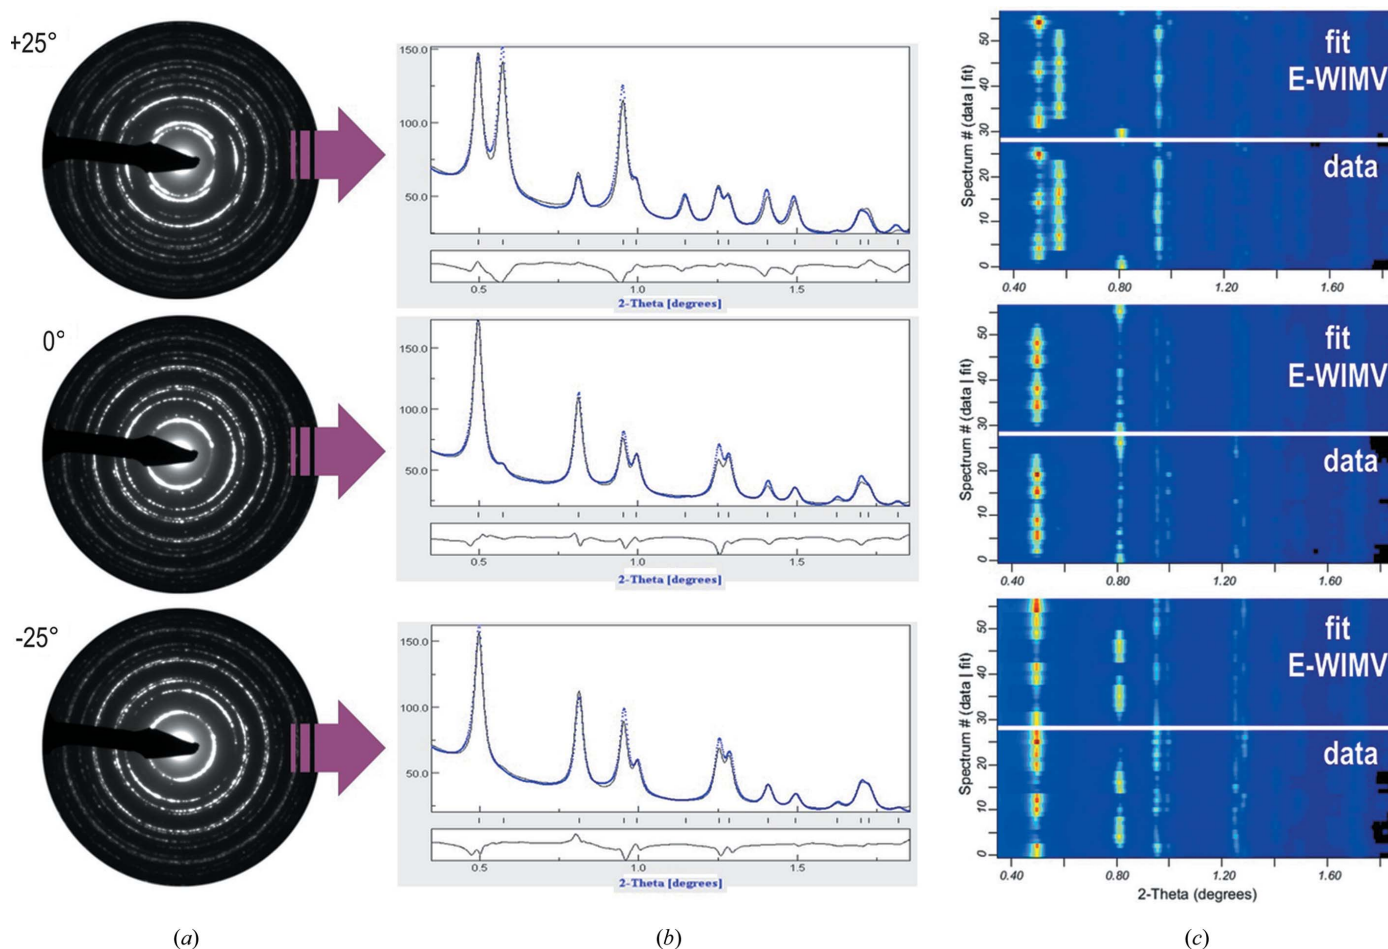 +25°
150.0
100.0
50.0
0.5 1.0 1.5
2-Theta [degrees]
Spectrum # (data | fit)
0 10 20 30 40 50
fit
E-WIMV
data
0.40 0.80 1.20 1.60
0°
150.0
100.0
50.0
0.5 1.0 1.5
2-Theta [degrees]
Spectrum # (data | fit)
0 10 20 30 40 50
fit
E-WIMV
data
0.40 0.80 1.20 1.60
-25°
150.0
100.0
50.0
0.5 1.0 1.5
2-Theta [degrees]
Spectrum # (data | fit)
0 10 20 30 40 50
fit
E-WIMV
data
0.40 0.80 1.20 1.60
2-Theta (degrees)
(a) (b) (c)